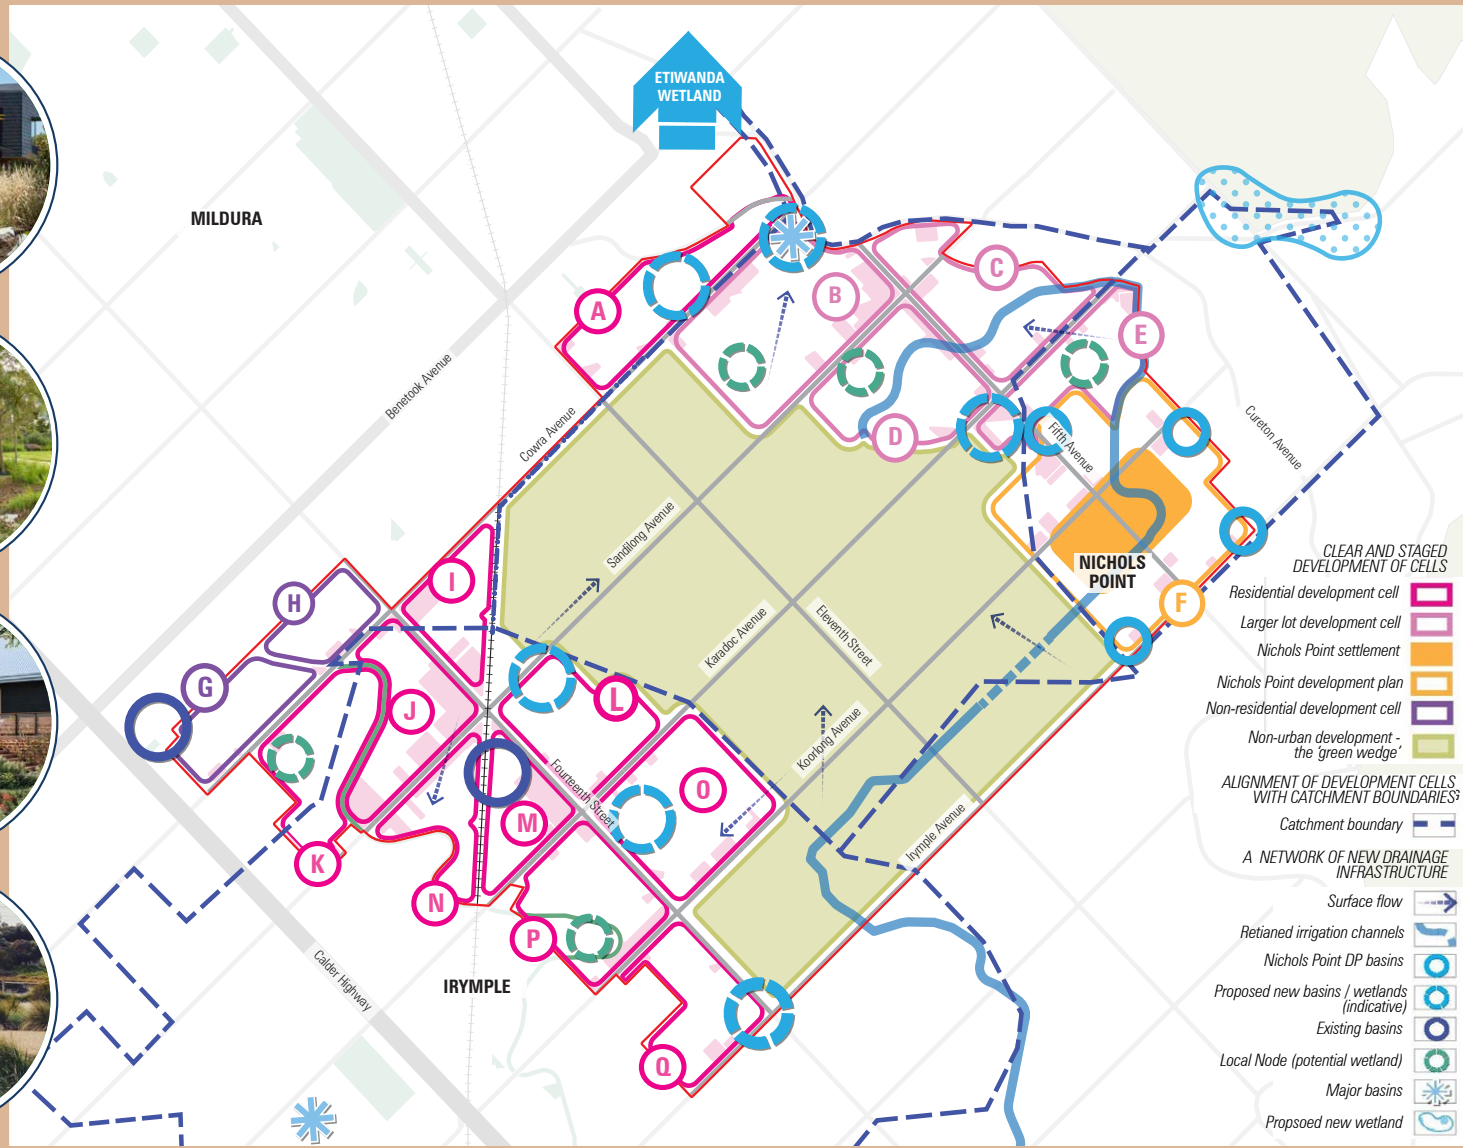 ETIWANDA
WETLAND
MILDURA
A
B
C
D
E
F
G
H
I
J
K
L
M
N
O
P
Q
Benetook Avenue
Cowra Avenue
Sandilong Avenue
Karadoc Avenue
Eleventh Street
Koorlong Avenue
Fourteenth Street
Irymple Avenue
Fifth Avenue
Cureton Avenue
Calder Highway
NICHOLS
POINT
IRYMPLE
CLEAR AND STAGED
DEVELOPMENT OF CELLS
Residential development cell
Larger lot development cell
Nichols Point settlement
Nichols Point development plan
Non-residential development cell
Non-urban development -
the 'green wedge'
ALIGNMENT OF DEVELOPMENT CELLS
WITH CATCHMENT BOUNDARIES
Catchment boundary
A NETWORK OF NEW DRAINAGE
INFRASTRUCTURE
Surface flow
Retianed irrigation channels
Nichols Point DP basins
Proposed new basins / wetlands
(indicative)
Existing basins
Local Node (potential wetland)
Major basins
Propsoed new wetland